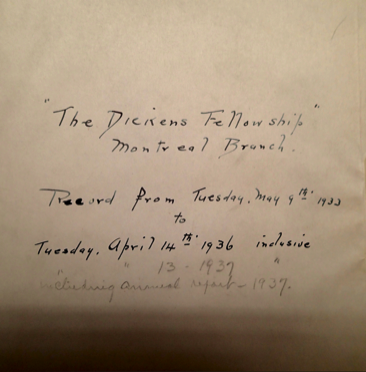 "The Dickens Fellowship"
Montreal Branch.
Record from Tuesday, May 9th 1933
to
Tuesday, April 14th 1936 inclusive
" " 13 - 1937 "
including annual report - 1937.